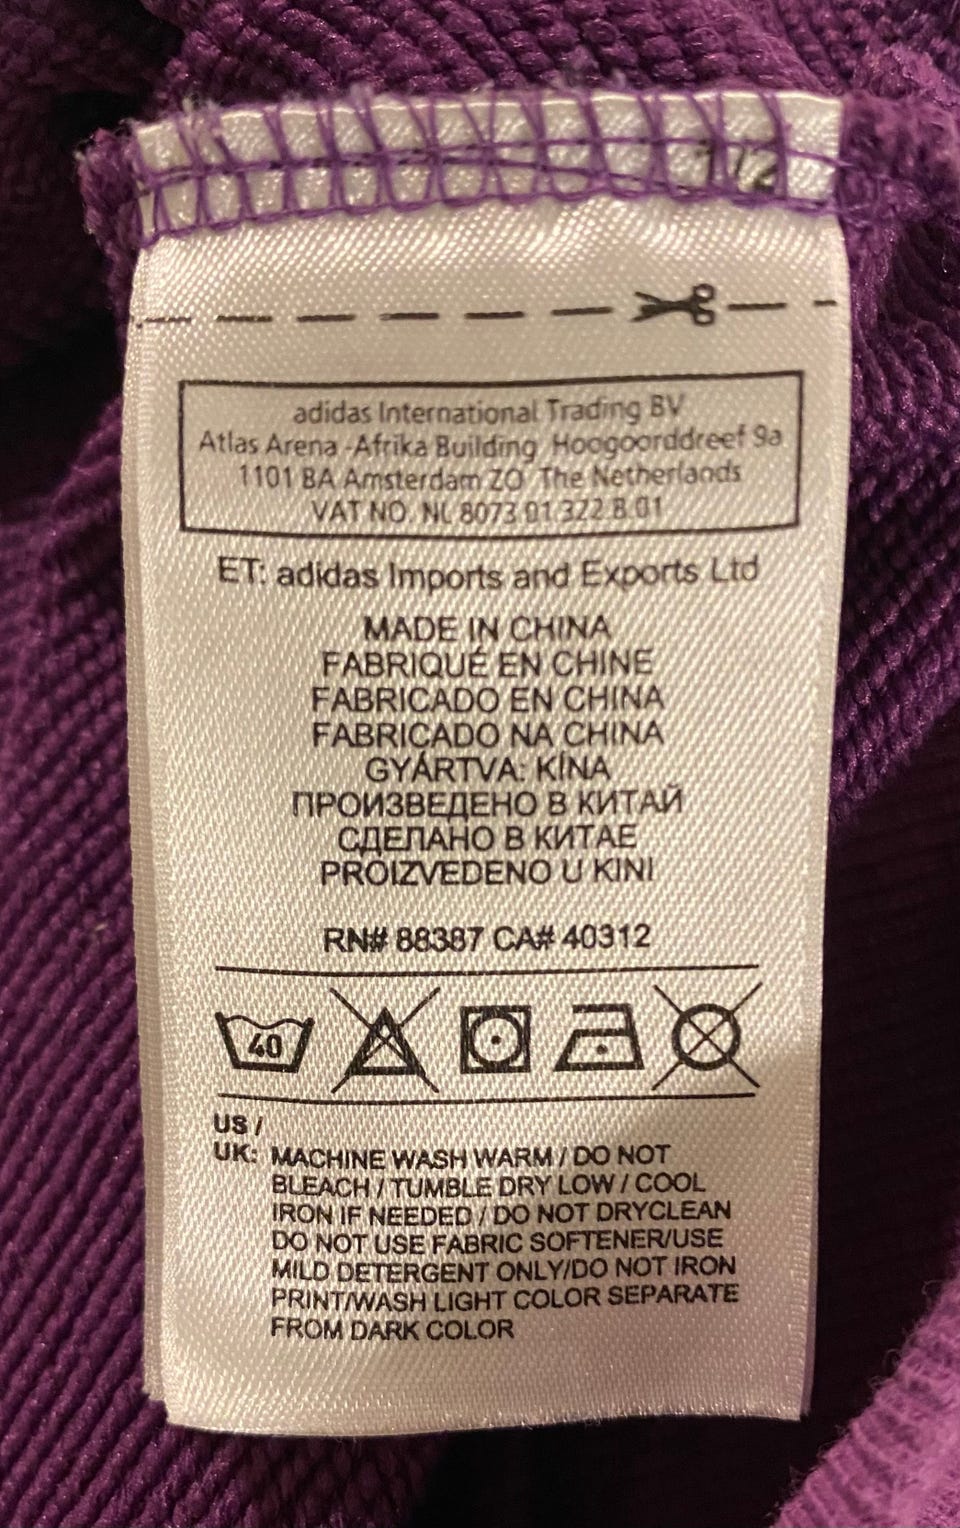 1/2
adidas International Trading BV
Atlas Arena -Afrika Building Hoogoorddreef 9a
1101 BA Amsterdam ZO The Netherlands
VAT NO. NL 8073 01 322 B 01
ET: adidas Imports and Exports Ltd
MADE IN CHINA
FABRIQUÉ EN CHINE
FABRICADO EN CHINA
FABRICADO NA CHINA
GYÁRTVA: KÍNA
ПРОИЗВЕДЕНО В КИТАЙ
СДЕЛАНО В КИТАЕ
PROIZVEDENO U KINI
RN# 88387 CA# 40312
40
US /
UK: MACHINE WASH WARM / DO NOT
BLEACH / TUMBLE DRY LOW / COOL
IRON IF NEEDED / DO NOT DRYCLEAN
DO NOT USE FABRIC SOFTENER/USE
MILD DETERGENT ONLY/DO NOT IRON
PRINT/WASH LIGHT COLOR SEPARATE
FROM DARK COLOR